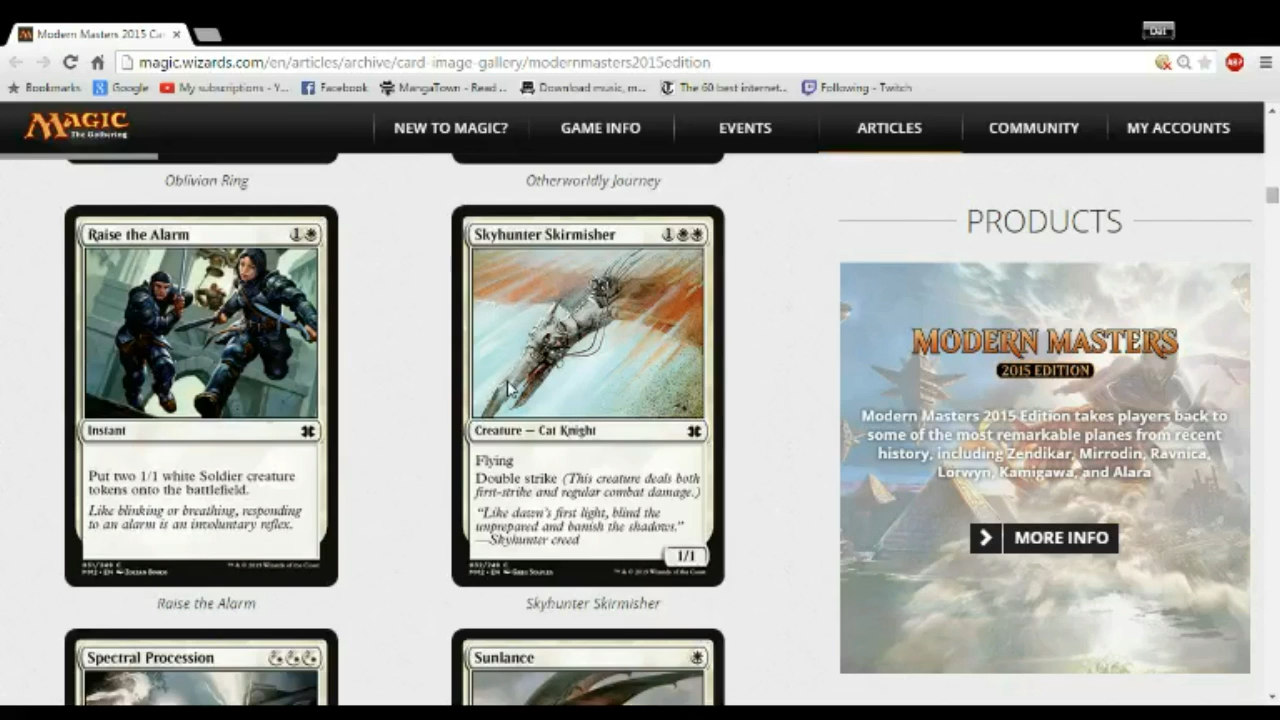 Modern Masters 2015 Ca
Dat
magic.wizards.com/en/articles/archive/card-image-gallery/modernmasters2015edition
ABP
Bookmarks
Google
My subscriptions - Y...
Facebook
MangaTown - Read ...
Download music, m...
The 60 best internet...
Following - Twitch
MAGIC
The Gathering
NEW TO MAGIC?
GAME INFO
EVENTS
ARTICLES
COMMUNITY
MY ACCOUNTS
Oblivion Ring
Otherworldly Journey
Raise the Alarm
1
Instant
Put two 1/1 white Soldier creature
tokens onto the battlefield.
Like blinking or breathing, responding
to an alarm is an involuntary reflex.
Raise the Alarm
Skyhunter Skirmisher
1
Creature — Cat Knight
Flying
Double strike (This creature deals both
first-strike and regular combat damage.)
"Like dawn's first light, blind the
unprepared and banish the shadows."
—Skyhunter creed
1/1
Skyhunter Skirmisher
Spectral Procession
Sunlance
PRODUCTS
MODERN MASTERS
2015 EDITION
Modern Masters 2015 Edition takes players back to
some of the most remarkable planes from recent
history, including Zendikar, Mirrodin, Ravnica,
Lorwyn, Kamigawa, and Alara
MORE INFO